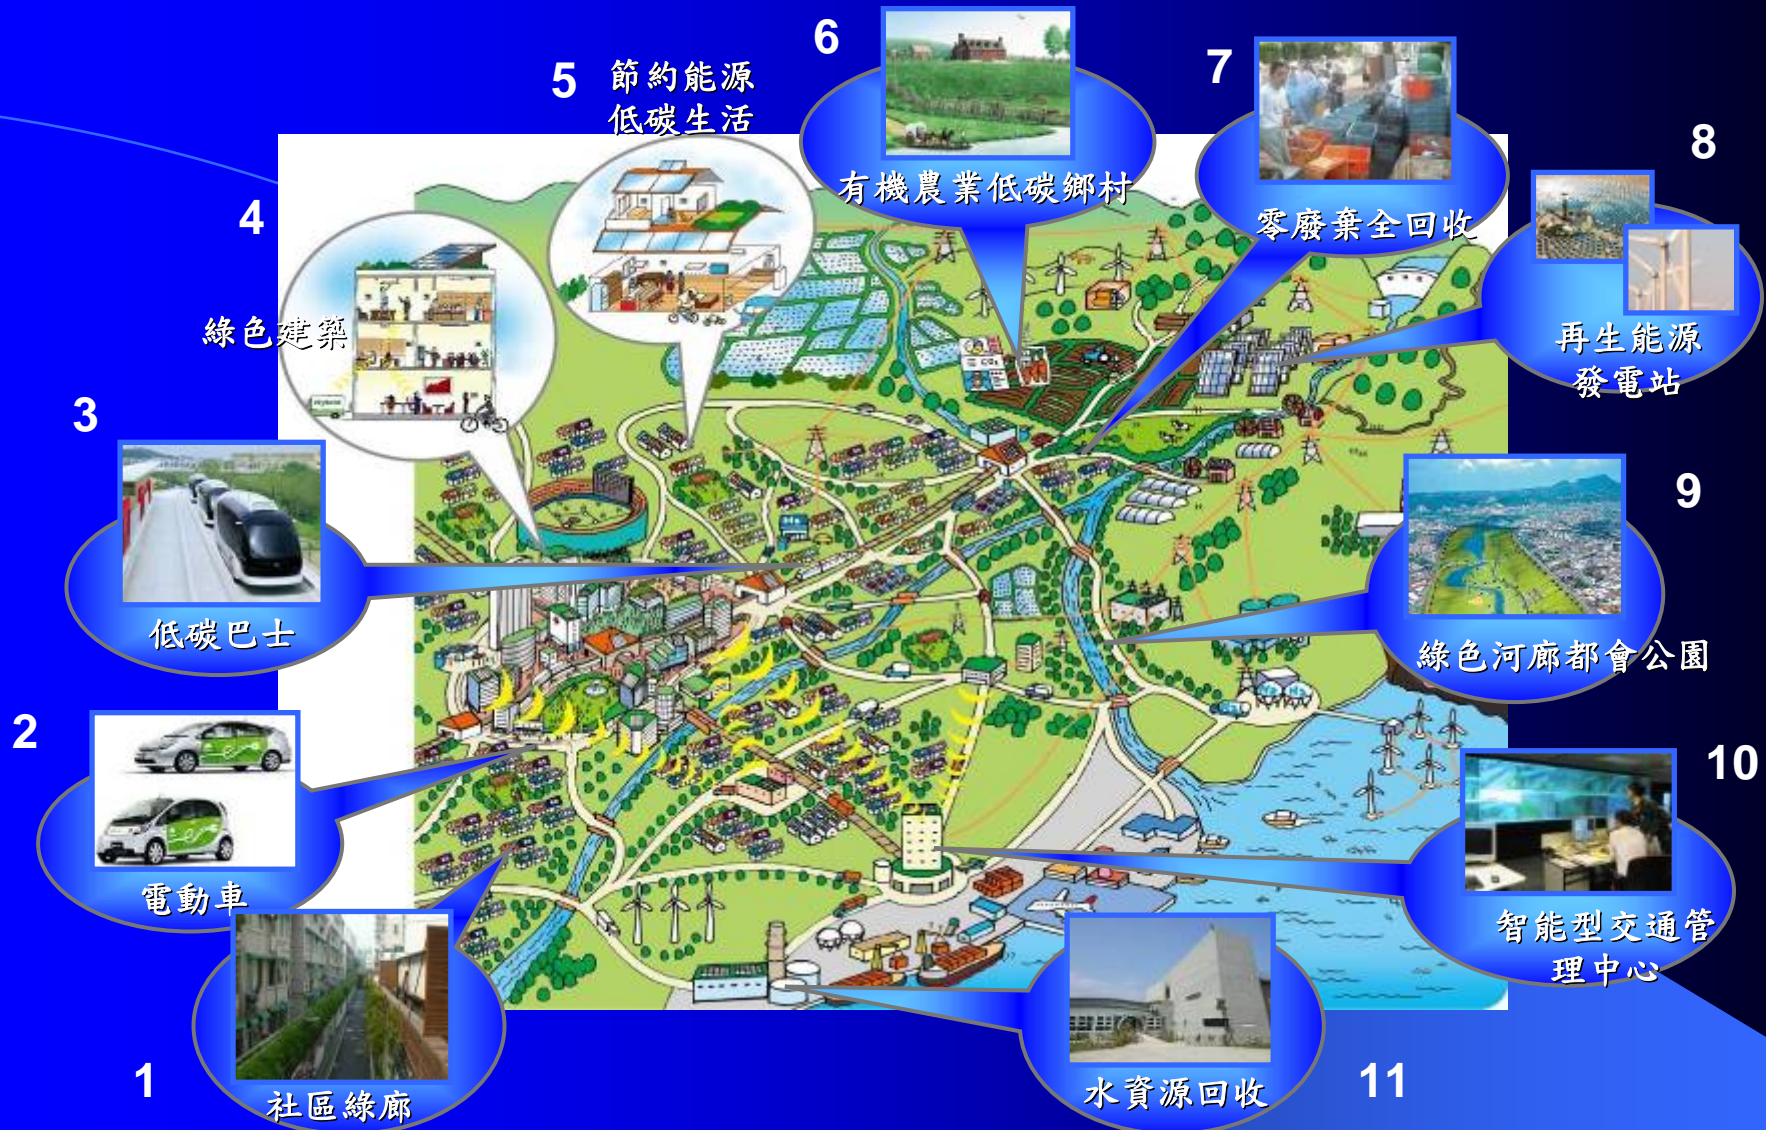 6
5 節約能源
低碳生活
7
8
有機農業低碳鄉村
零廢棄全回收
4
綠色建築
再生能源
發電站
3
低碳巴士
9
綠色河廊都會公園
2
電動車
10
智能型交通管
理中心
1
社區綠廊
水資源回收
11